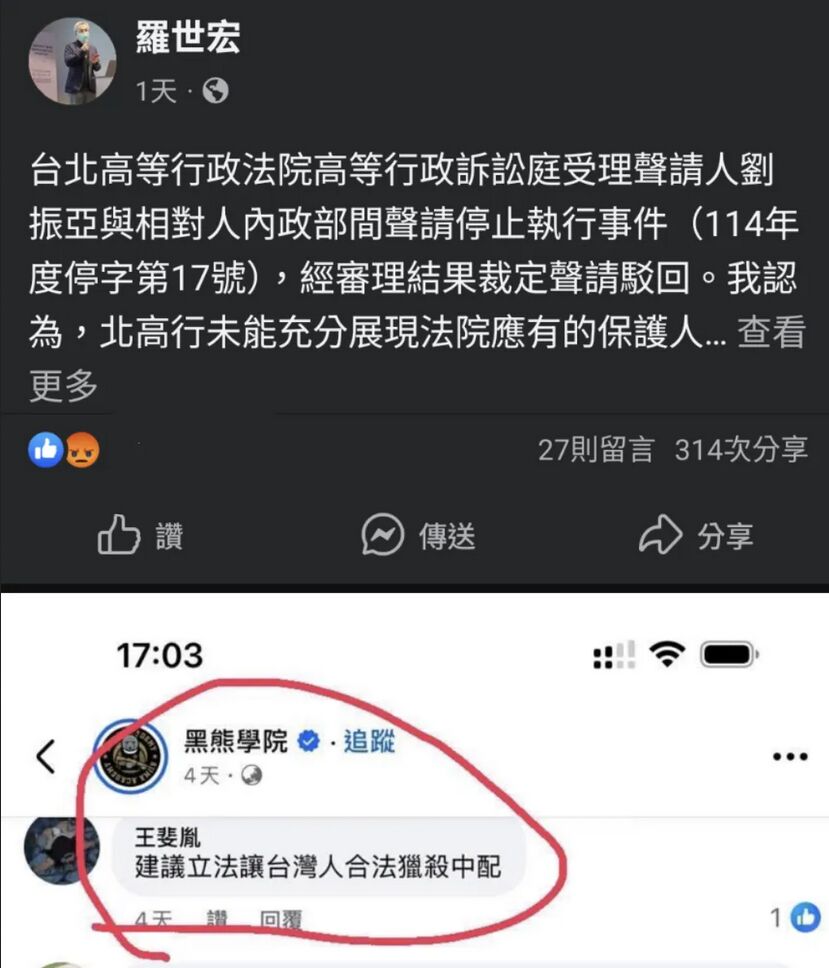 羅世宏
1天·
台北高等行政法院高等行政訴訟庭受理聲請人劉
振亞與相對人內政部間聲請停止執行事件（114年
度停字第17號），經審理結果裁定聲請駁回。我認
為，北高行未能充分展現法院應有的保護人... 查看
更多
27則留言 314次分享
讚 傳送 分享
17:03
黑熊學院 · 追蹤
4天·
王斐胤
建議立法讓台灣人合法獵殺中配
4天 讚 回覆 1